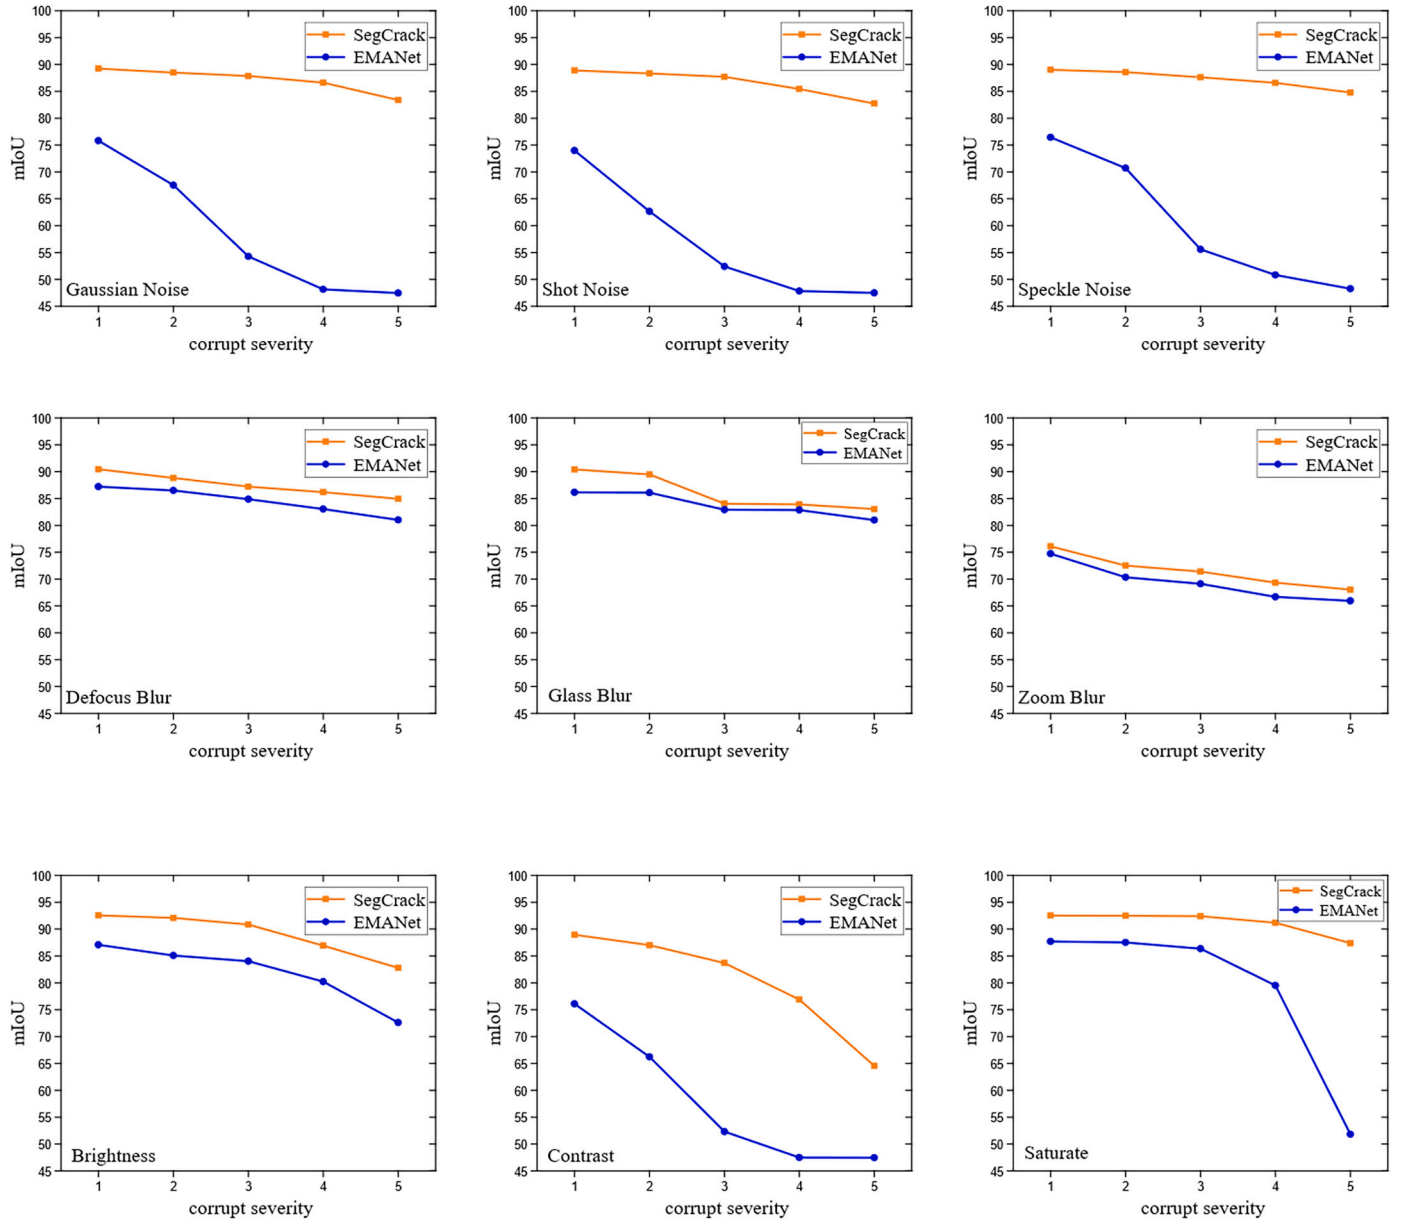 100
95
90
85
80
75
70
65
60
55
50
45
mIoU
SegCrack
EMANet
Gaussian Noise
1 2 3 4 5
corrupt severity
100
95
90
85
80
75
70
65
60
55
50
45
mIoU
SegCrack
EMANet
Shot Noise
1 2 3 4 5
corrupt severity
100
95
90
85
80
75
70
65
60
55
50
45
mIoU
SegCrack
EMANet
Speckle Noise
1 2 3 4 5
corrupt severity
100
95
90
85
80
75
70
65
60
55
50
45
mIoU
SegCrack
EMANet
Defocus Blur
1 2 3 4 5
corrupt severity
100
95
90
85
80
75
70
65
60
55
50
45
mIoU
SegCrack
EMANet
Glass Blur
1 2 3 4 5
corrupt severity
100
95
90
85
80
75
70
65
60
55
50
45
mIoU
SegCrack
EMANet
Zoom Blur
1 2 3 4 5
corrupt severity
100
95
90
85
80
75
70
65
60
55
50
45
mIoU
SegCrack
EMANet
Brightness
1 2 3 4 5
corrupt severity
100
95
90
85
80
75
70
65
60
55
50
45
mIoU
SegCrack
EMANet
Contrast
1 2 3 4 5
corrupt severity
100
95
90
85
80
75
70
65
60
55
50
45
mIoU
SegCrack
EMANet
Saturate
1 2 3 4 5
corrupt severity